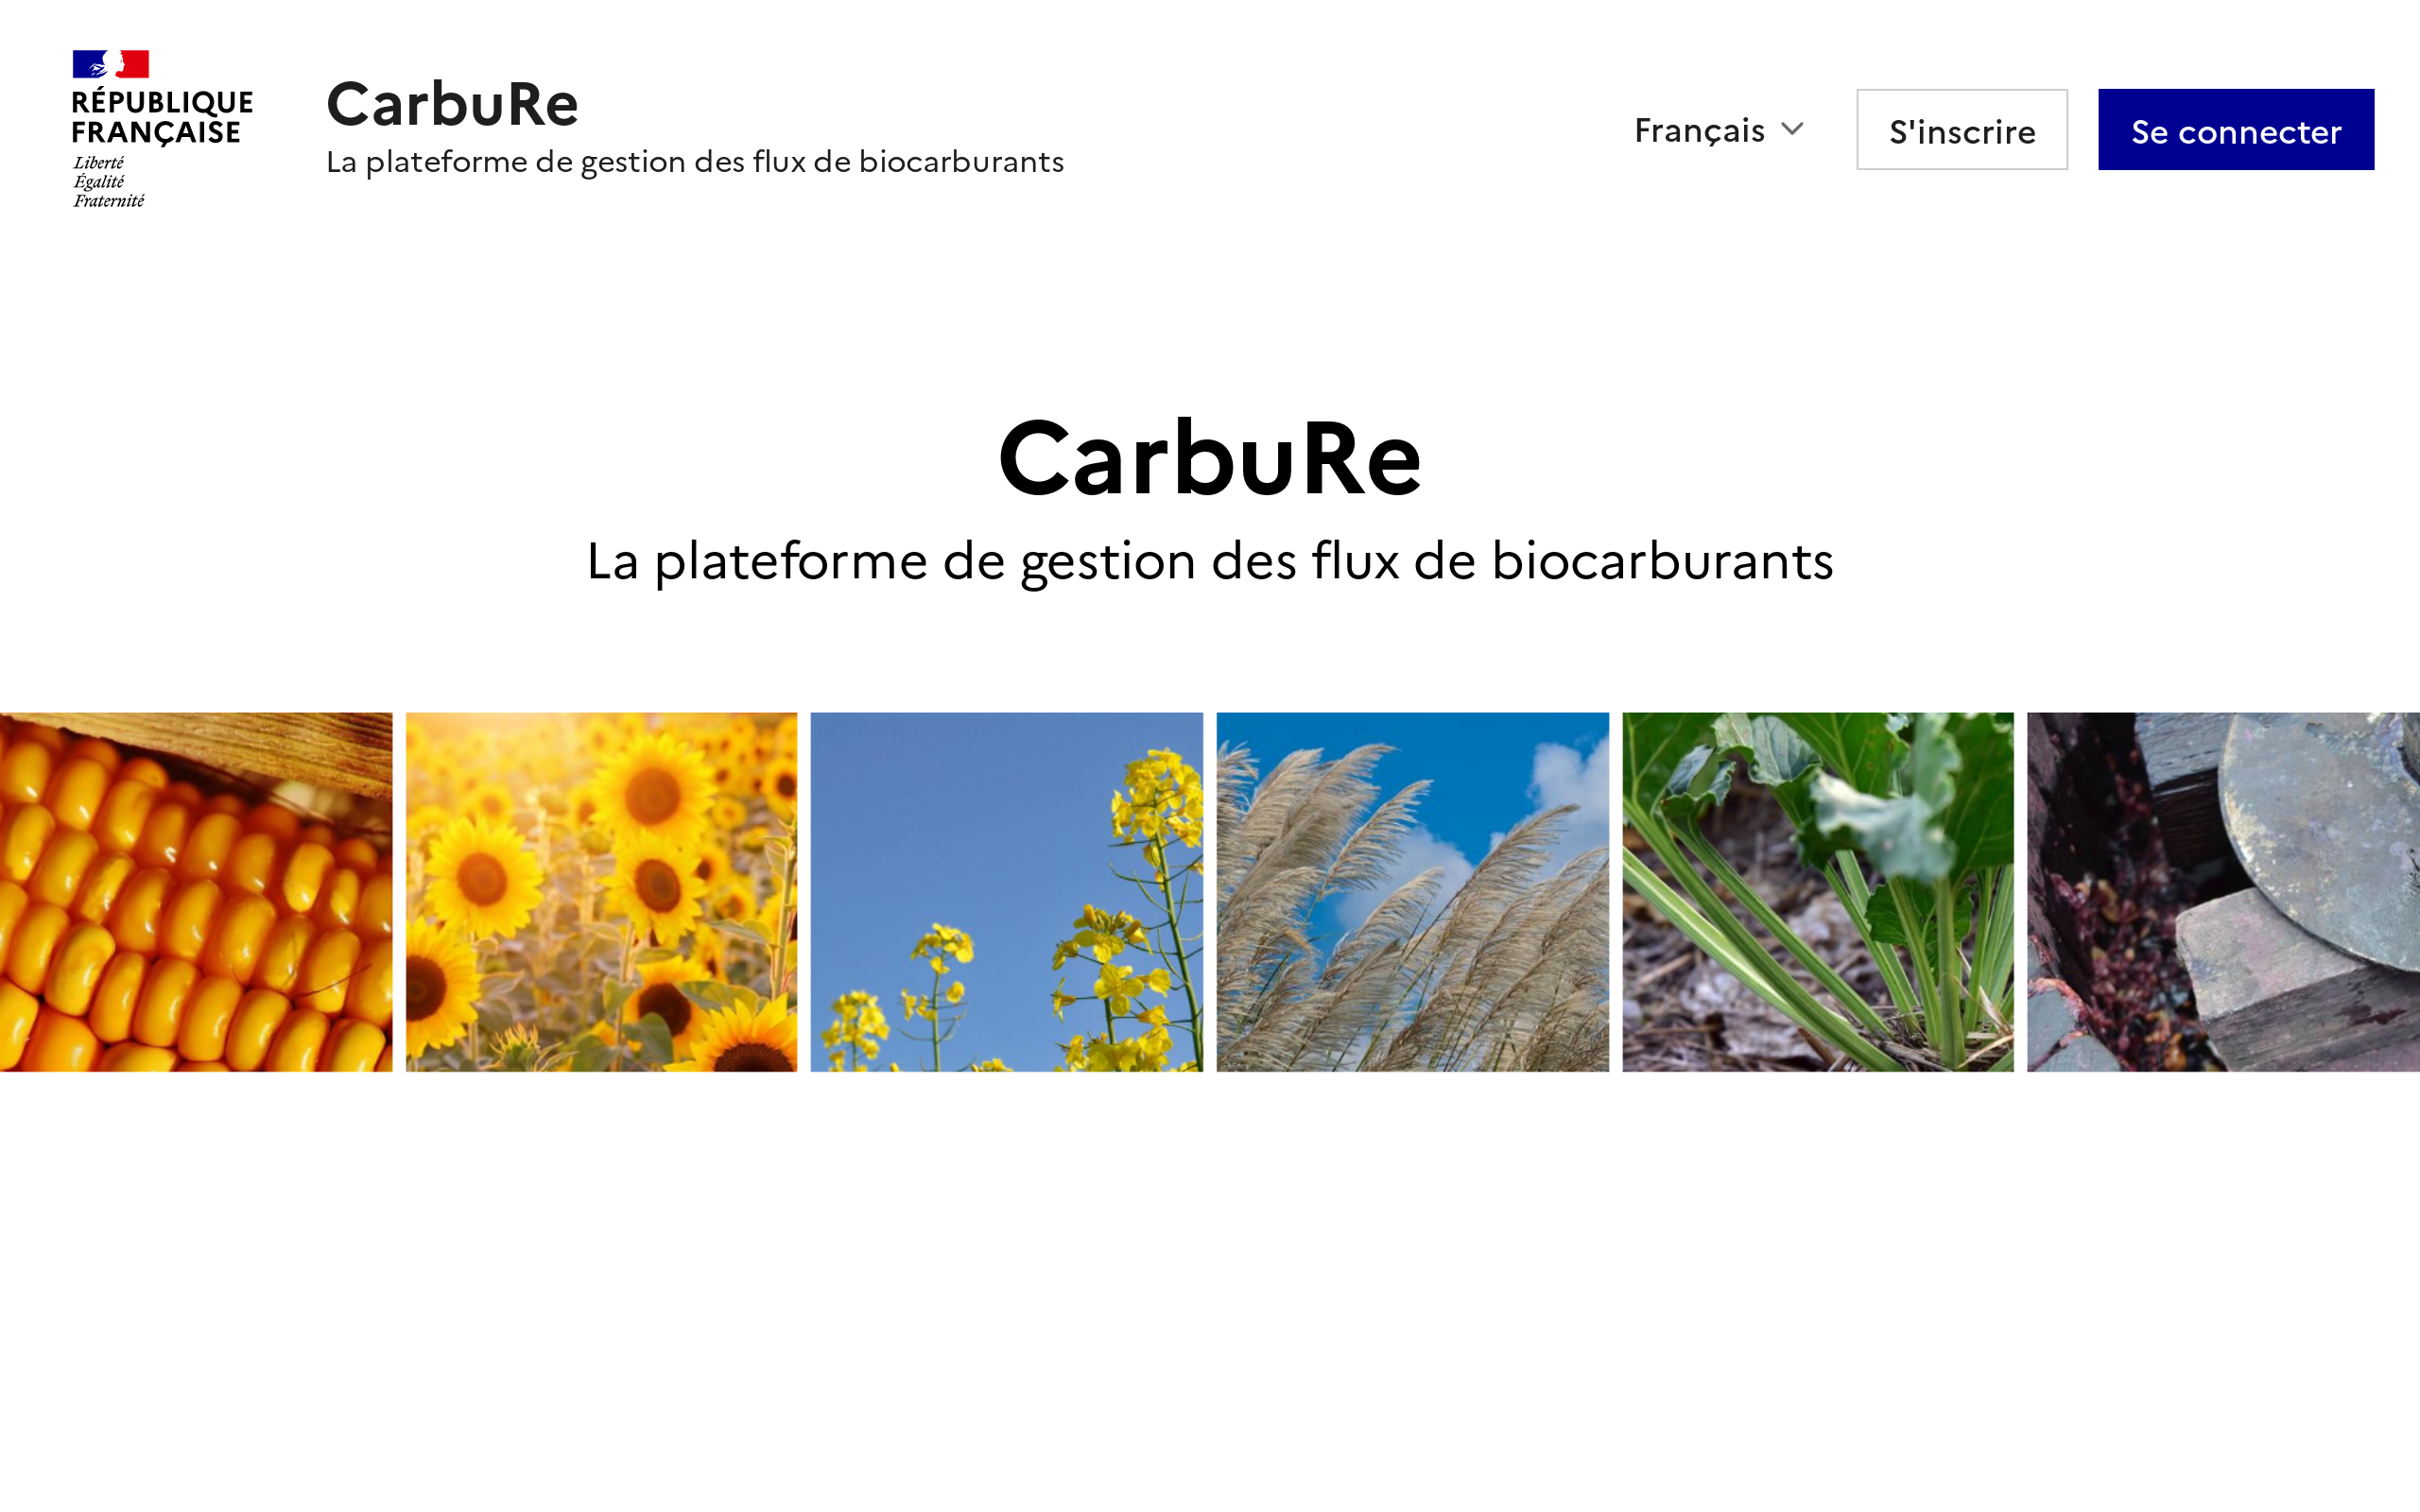 RÉPUBLIQUE
FRANÇAISE
Liberté
Égalité
Fraternité
CarbuRe
La plateforme de gestion des flux de biocarburants
Français
S'inscrire
Se connecter
CarbuRe
La plateforme de gestion des flux de biocarburants